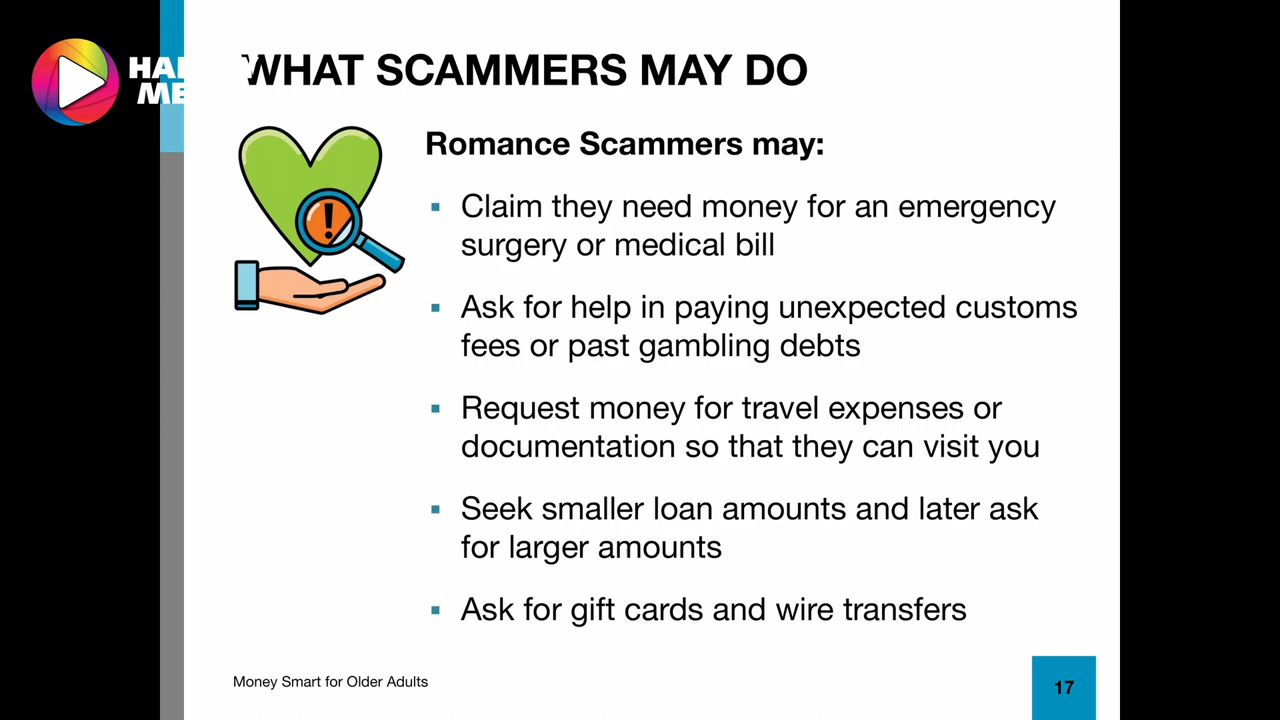 WHAT SCAMMERS MAY DO
Romance Scammers may:
▪ Claim they need money for an emergency
surgery or medical bill
▪ Ask for help in paying unexpected customs
fees or past gambling debts
▪ Request money for travel expenses or
documentation so that they can visit you
▪ Seek smaller loan amounts and later ask
for larger amounts
▪ Ask for gift cards and wire transfers
Money Smart for Older Adults
17